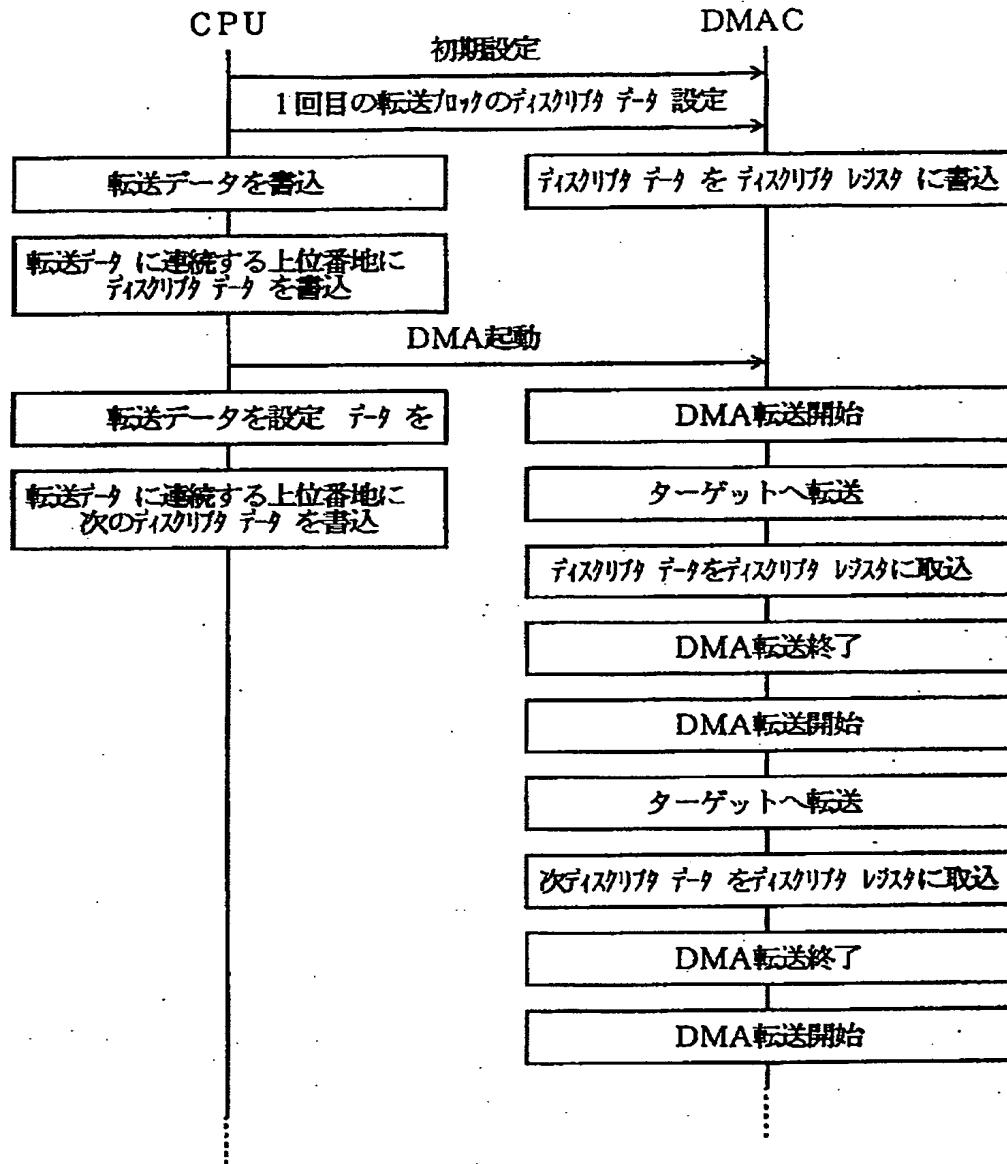 CPU
DMAC
初期設定
1回目の転送ブロックのディスクリプタ データ 設定
転送データを書込
ディスクリプタ データ を ディスクリプタ レジスタ に書込
転送データ に連続する上位番地に
ディスクリプタ データ を書込
DMA起動
転送データを設定 データ を
DMA転送開始
転送データ に連続する上位番地に
次のディスクリプタ データ を書込
ターゲットへ転送
ディスクリプタ データをディスクリプタ レジスタに取込
DMA転送終了
DMA転送開始
ターゲットへ転送
次ディスクリプタ データ をディスクリプタ レジスタに取込
DMA転送終了
DMA転送開始